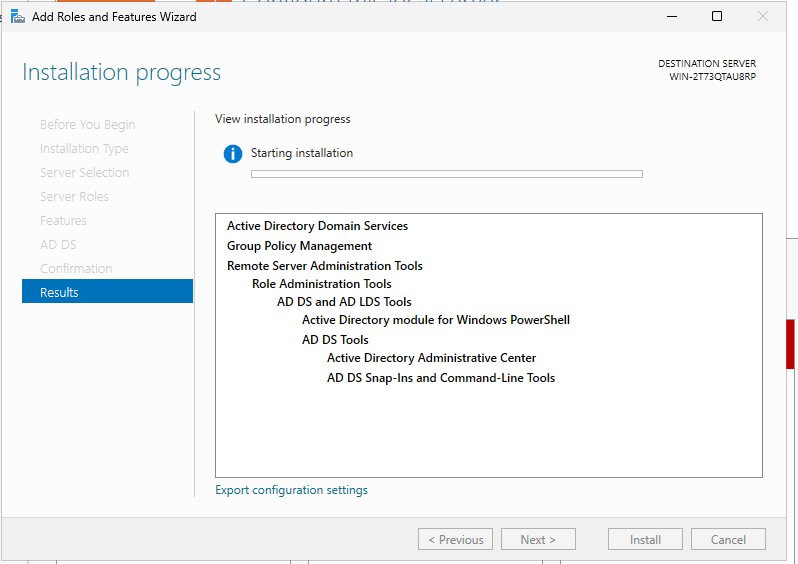 Add Roles and Features Wizard
Installation progress
DESTINATION SERVER
WIN-2T73QTAU8RP
Before You Begin
Installation Type
Server Selection
Server Roles
Features
AD DS
Confirmation
Results
View installation progress
Starting installation
Active Directory Domain Services
Group Policy Management
Remote Server Administration Tools
Role Administration Tools
AD DS and AD LDS Tools
Active Directory module for Windows PowerShell
AD DS Tools
Active Directory Administrative Center
AD DS Snap-Ins and Command-Line Tools
Export configuration settings
< Previous
Next >
Install
Cancel